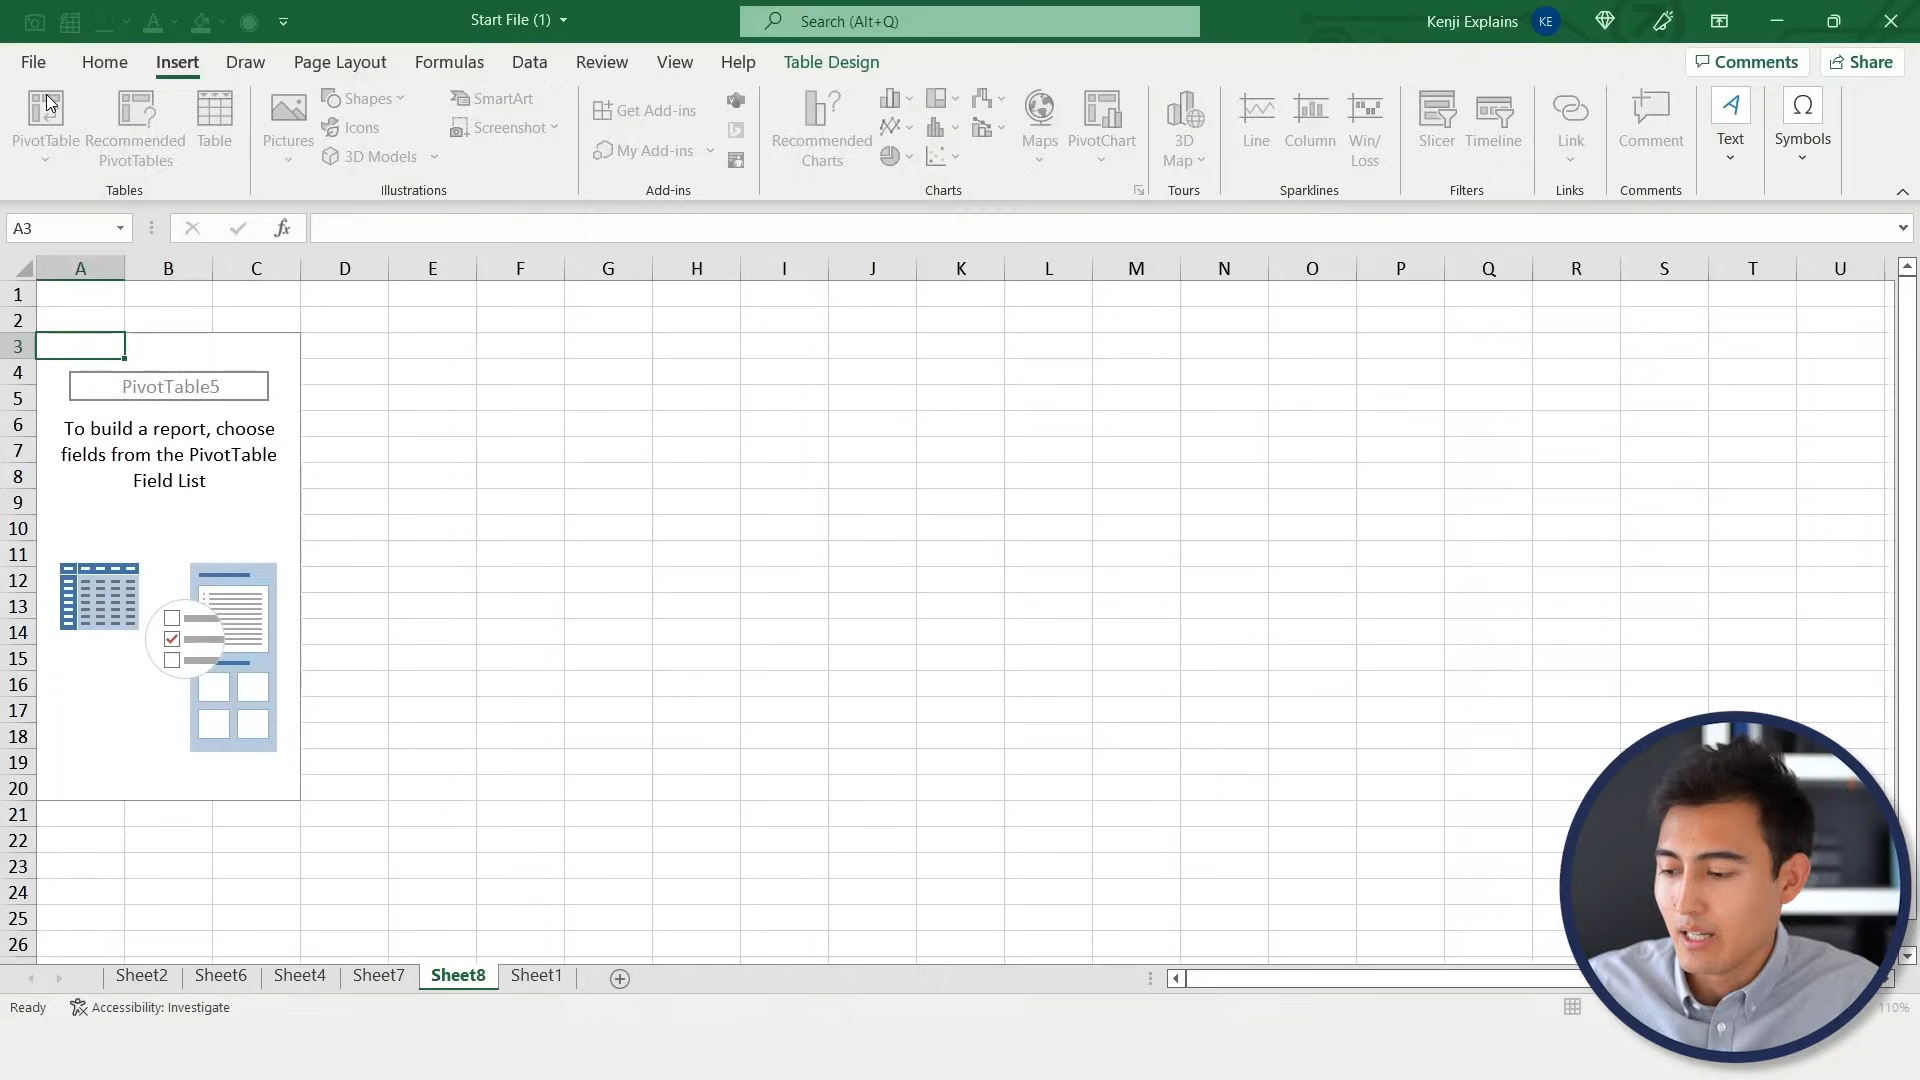 Start File (1)
Search (Alt+Q)
Kenji Explains
KE
File
Home
Insert
Draw
Page Layout
Formulas
Data
Review
View
Help
Table Design
Comments
Share
PivotTable
Recommended
PivotTables
Table
Tables
Pictures
Shapes
Icons
3D Models
SmartArt
Screenshot
Illustrations
Get Add-ins
My Add-ins
Add-ins
Recommended
Charts
Maps
PivotChart
Charts
3D
Map
Tours
Line
Column
Win/
Loss
Sparklines
Slicer
Timeline
Filters
Link
Links
Comment
Comments
Text
Symbols
A3
fx
A B C D E F G H I J K L M N O P Q R S T U
1
2
3
4
5
6
7
8
9
10
11
12
13
14
15
16
17
18
19
20
21
22
23
24
25
26
PivotTable5
To build a report, choose
fields from the PivotTable
Field List
Sheet2
Sheet6
Sheet4
Sheet7
Sheet8
Sheet1
Ready
Accessibility: Investigate
110%